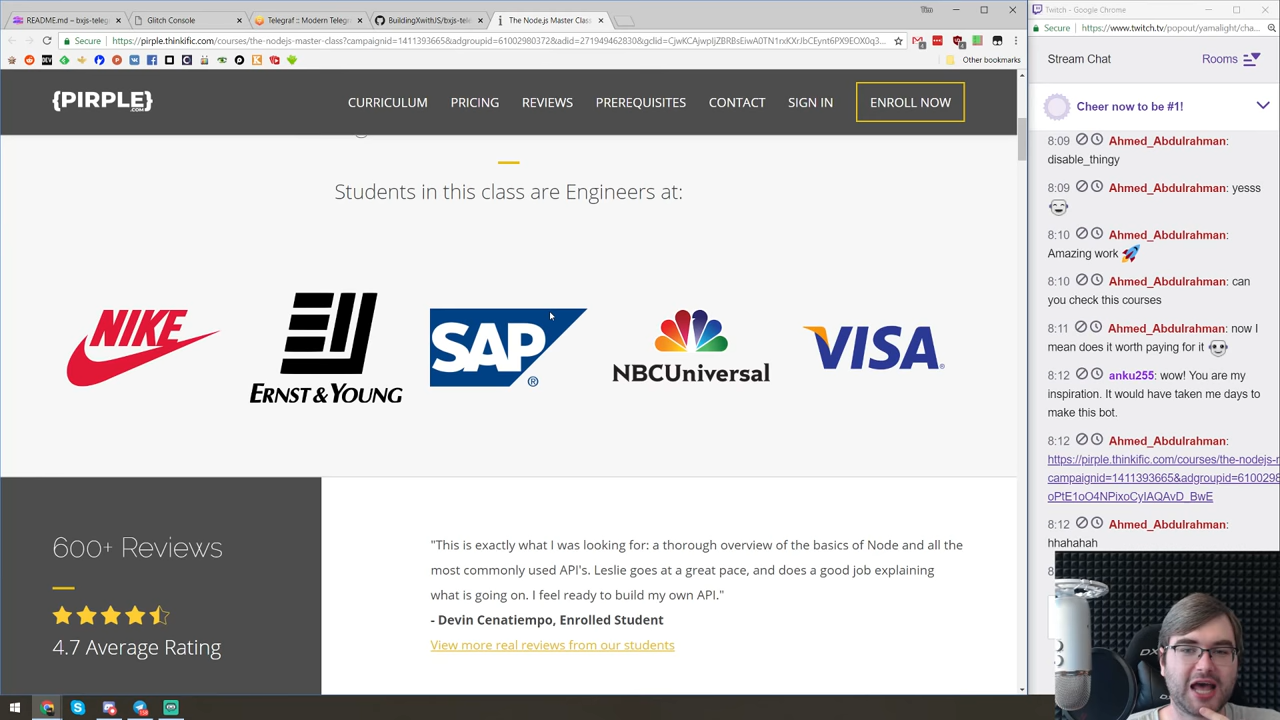 README.md – bxjs-tele
Glitch Console
Telegraf :: Modern Telegra
BuildingXwithJS/bxjs-tele
The Node.js Master Class
Tim
Secure
https://pirple.thinkific.com/courses/the-nodejs-master-class?campaignid=1411393665&adgroupid=61002980372&adid=271949462830&gclid=
Other bookmarks
{PIRPLE}
.COM
CURRICULUM
PRICING
REVIEWS
PREREQUISITES
CONTACT
SIGN IN
ENROLL NOW
Students in this class are Engineers at:
NIKE
ERNST & YOUNG
SAP
®
NBCUniversal
VISA
®
600+ Reviews
4.7 Average Rating
"This is exactly what I was looking for: a thorough overview of the basics of Node and all the
most commonly used API's. Leslie goes at a great pace, and does a good job explaining
what is going on. I feel ready to build my own API."
- Devin Cenatiempo, Enrolled Student
View more real reviews from our students
Twitch - Google Chrome
Secure
https://www.twitch.tv/popout/yamalight/cha...
Stream Chat
Rooms
Cheer now to be #1!
8:09 Ahmed_Abdulrahman:
disable_thingy
8:09 Ahmed_Abdulrahman: yesss
8:10 Ahmed_Abdulrahman:
Amazing work
8:10 Ahmed_Abdulrahman: can
you check this courses
8:11 Ahmed_Abdulrahman: now I
mean does it worth paying for it
8:12 anku255: wow! You are my
inspiration. It would have taken me days to
make this bot.
8:12 Ahmed_Abdulrahman:
https://pirple.thinkific.com/courses/the-nodejs-
campaignid=1411393665&adgroupid=6100298
oPtE1oO4NPixoCyIAQAvD_BwE
8:12 Ahmed_Abdulrahman:
hhahahah